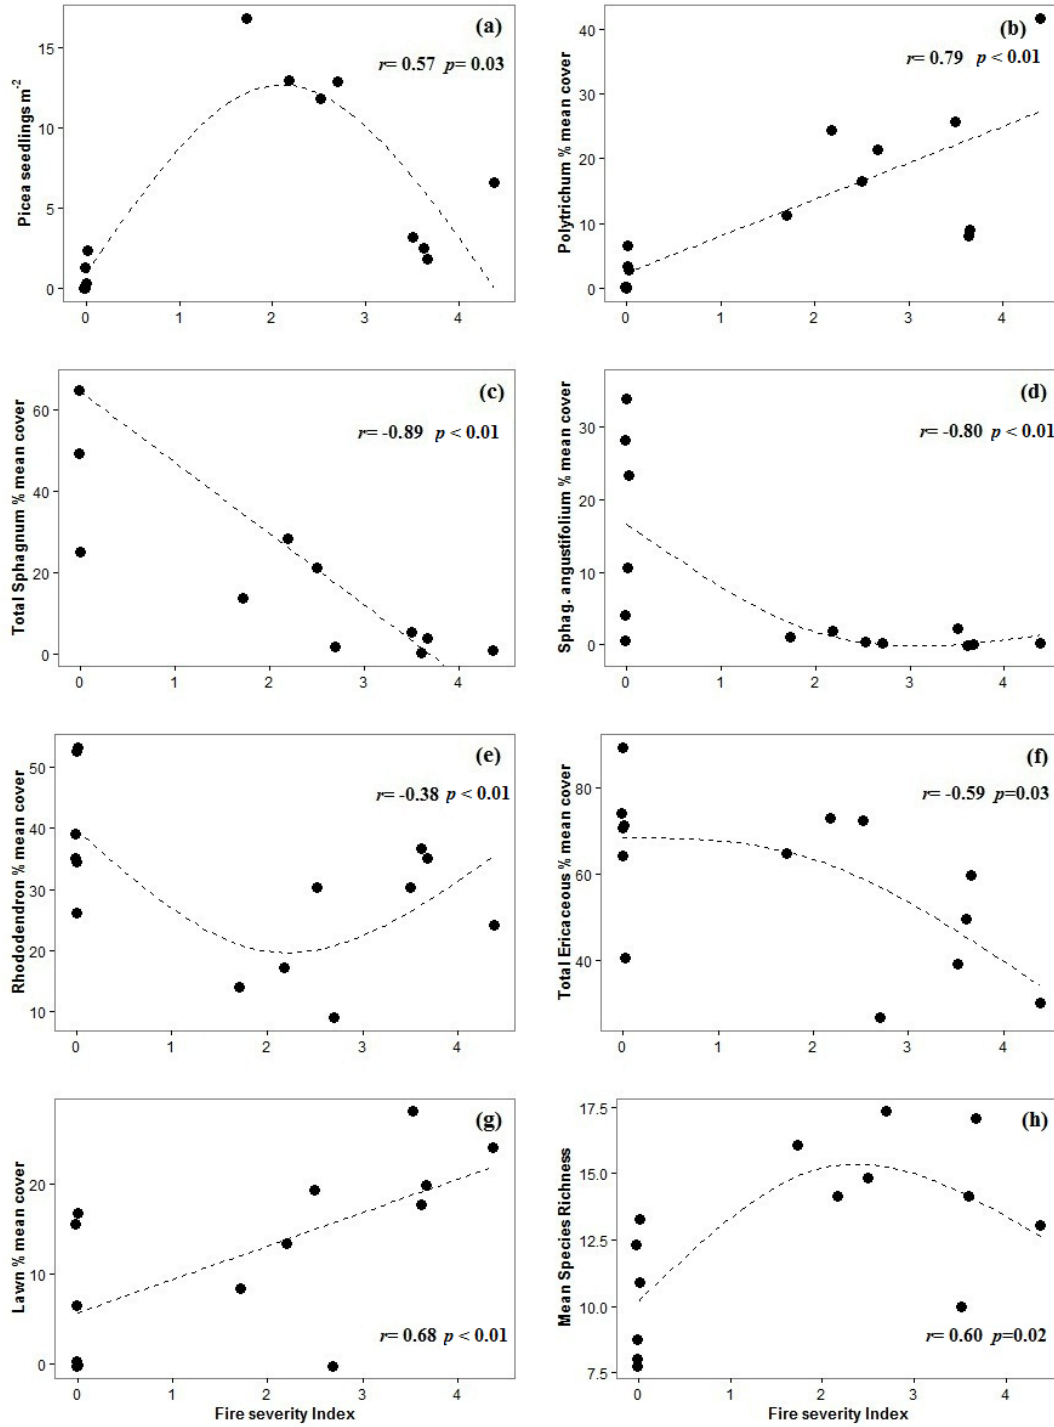 (a)
r= 0.57 p= 0.03
Picea seedlings m-2
15
10
5
0
0 1 2 3 4
(b)
r= 0.79 p < 0.01
Polytrichum % mean cover
40
30
20
10
0
0 1 2 3 4
(c)
r= -0.89 p < 0.01
Total Sphagnum % mean cover
60
40
20
0
0 1 2 3 4
(d)
r= -0.80 p < 0.01
Sphag. angustifolium % mean cover
30
20
10
0
0 1 2 3 4
(e)
r= -0.38 p < 0.01
Rhododendron % mean cover
50
40
30
20
10
0 1 2 3 4
(f)
r= -0.59 p=0.03
Total Ericaceous % mean cover
80
60
40
0 1 2 3 4
(g)
r= 0.68 p < 0.01
Lawn % mean cover
20
10
0
0 1 2 3 4
Fire severity Index
(h)
r= 0.60 p=0.02
Mean Species Richness
17.5
15.0
12.5
10.0
7.5
0 1 2 3 4
Fire severity Index